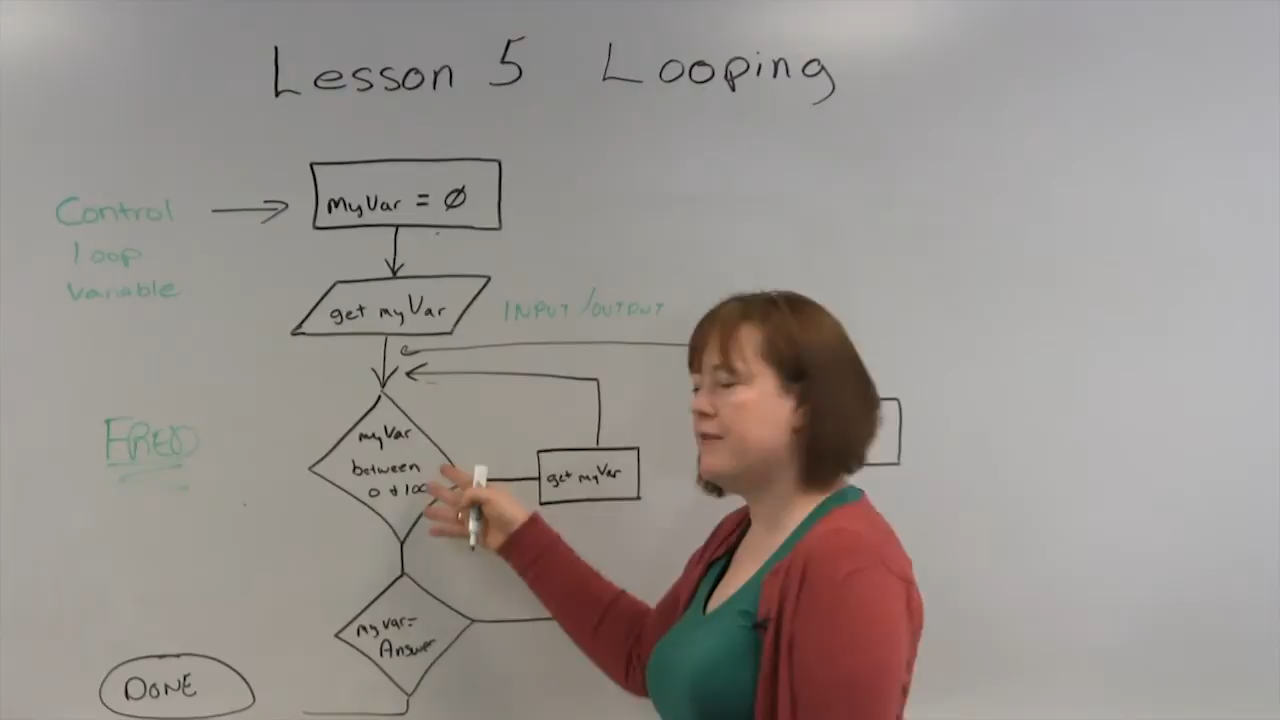 Lesson 5 Looping
myVar = ∅
Control
loop
variable
get myVar
INPUT/OUTPUT
FRED
myVar
between
get myVar
myvar=
Answer
DONE